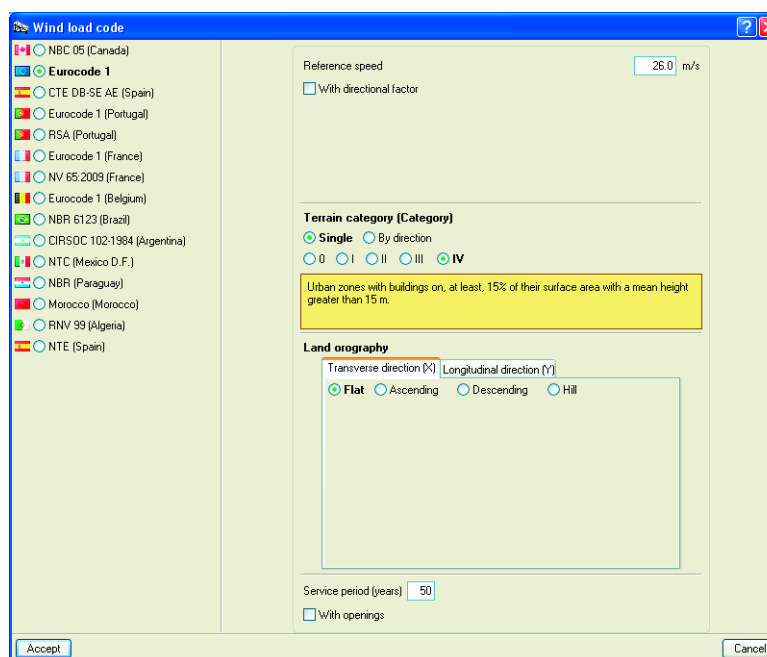 Wind load code
NBC 05 (Canada)
Eurocode 1
CTE DB-SE AE (Spain)
Eurocode 1 (Portugal)
RSA (Portugal)
Eurocode 1 (France)
NV 65:2009 (France)
Eurocode 1 (Belgium)
NBR 6123 (Brazil)
CIRSOC 102-1984 (Argentina)
NTC (Mexico D.F.)
NBR (Paraguay)
Morocco (Morocco)
RNV 99 (Algeria)
NTE (Spain)
Reference speed 26.0 m/s
With directional factor
Terrain category (Category)
Single By direction
0 I II III IV
Urban zones with buildings on, at least, 15% of their surface area with a mean height
greater than 15 m.
Land orography
Transverse direction (X) Longitudinal direction (Y)
Flat Ascending Descending Hill
Service period (years) 50
With openings
Accept Cancel